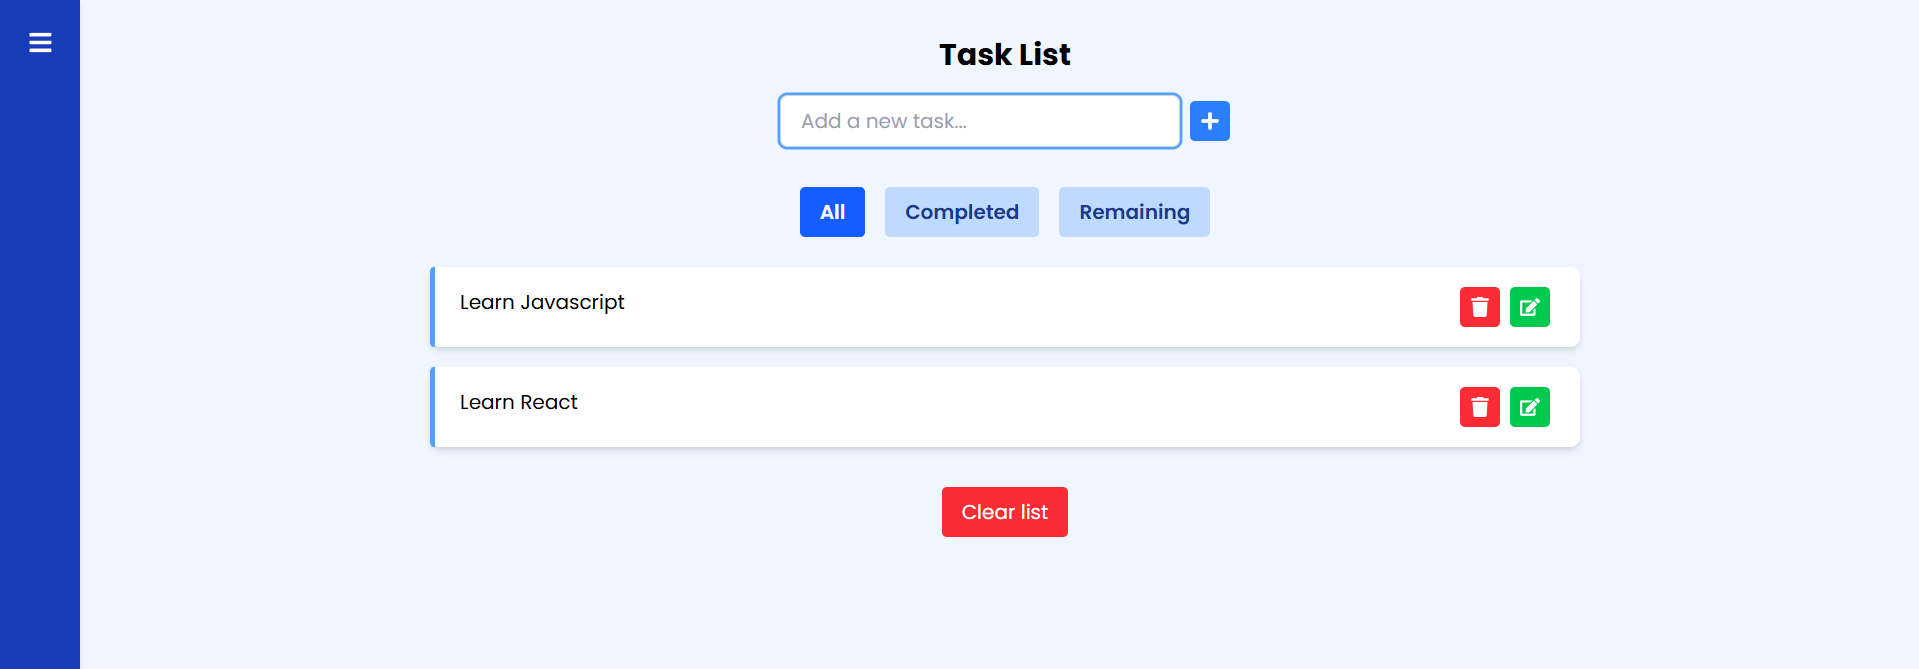 Task List
Add a new task...
All Completed Remaining
Learn Javascript
Learn React
Clear list